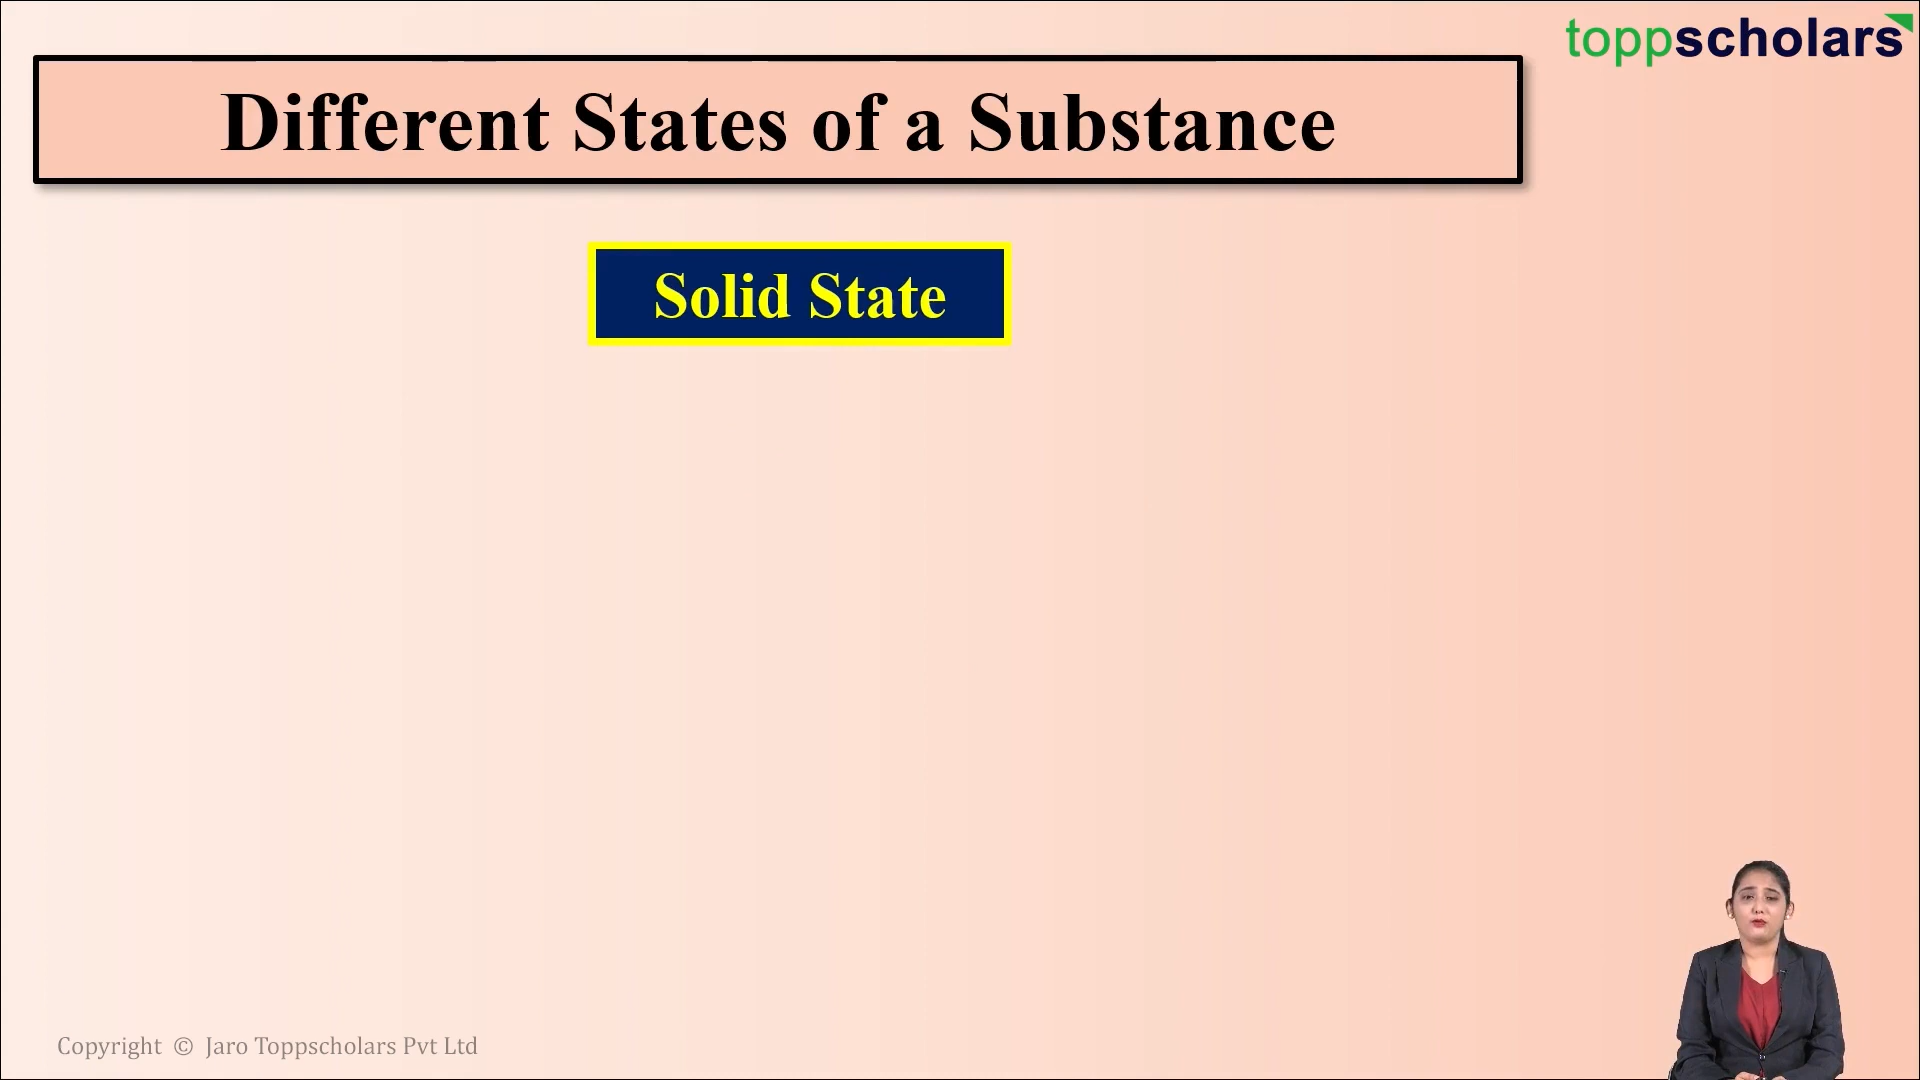 toppscholars
Different States of a Substance
Solid State
Copyright © Jaro Toppscholars Pvt Ltd